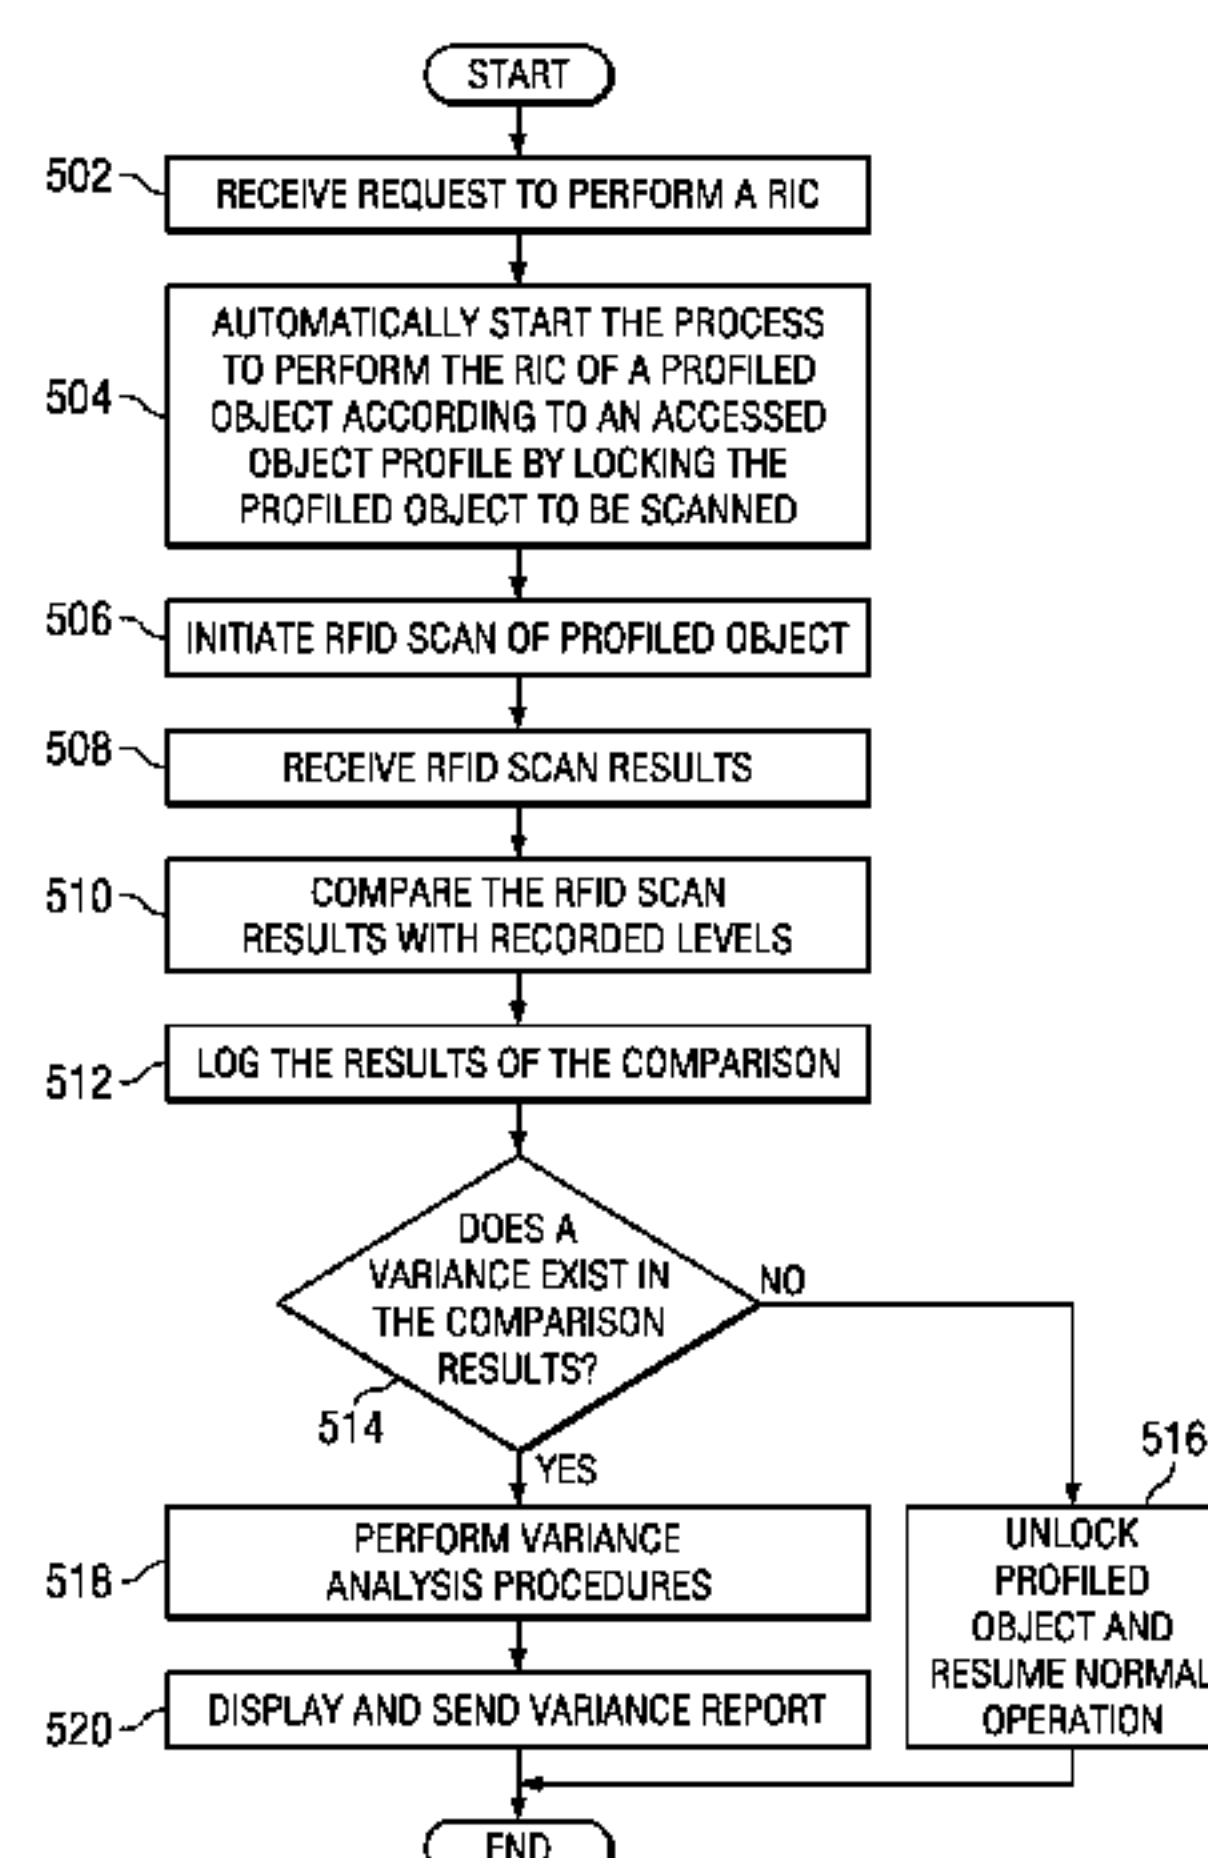 START
502
RECEIVE REQUEST TO PERFORM A RIC
504
AUTOMATICALLY START THE PROCESS
TO PERFORM THE RIC OF A PROFILED
OBJECT ACCORDING TO AN ACCESSED
OBJECT PROFILE BY LOCKING THE
PROFILED OBJECT TO BE SCANNED
506
INITIATE RFID SCAN OF PROFILED OBJECT
508
RECEIVE RFID SCAN RESULTS
510
COMPARE THE RFID SCAN
RESULTS WITH RECORDED LEVELS
512
LOG THE RESULTS OF THE COMPARISON
DOES A
VARIANCE EXIST IN
THE COMPARISON
RESULTS?
514
NO
YES
516
UNLOCK
PROFILED
OBJECT AND
RESUME NORMAL
OPERATION
518
PERFORM VARIANCE
ANALYSIS PROCEDURES
520
DISPLAY AND SEND VARIANCE REPORT
END